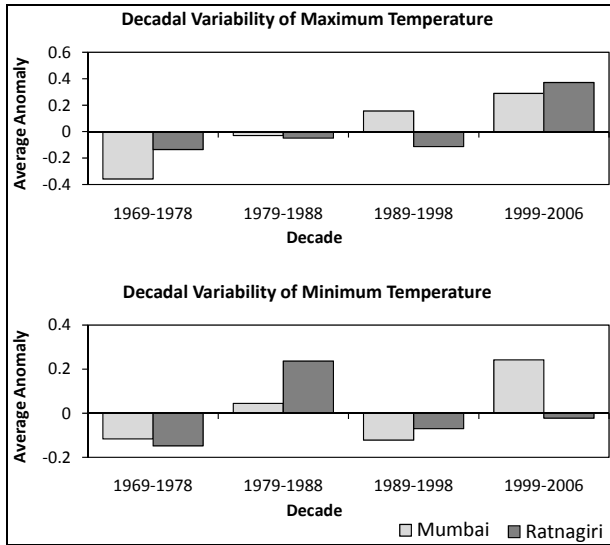 Decadal Variability of Maximum Temperature
Average Anomaly
0.6
0.4
0.2
0
-0.2
-0.4
1969-1978 1979-1988 1989-1998 1999-2006
Decade
Decadal Variability of Minimum Temperature
Average Anomaly
0.4
0.2
0
-0.2
1969-1978 1979-1988 1989-1998 1999-2006
Decade
Mumbai Ratnagiri